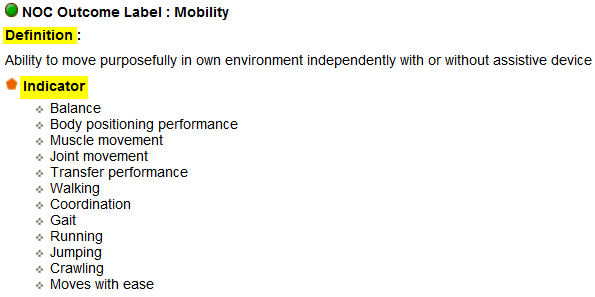 NOC Outcome Label : Mobility
Definition :
Ability to move purposefully in own environment independently with or without assistive device
Indicator
Balance
Body positioning performance
Muscle movement
Joint movement
Transfer performance
Walking
Coordination
Gait
Running
Jumping
Crawling
Moves with ease